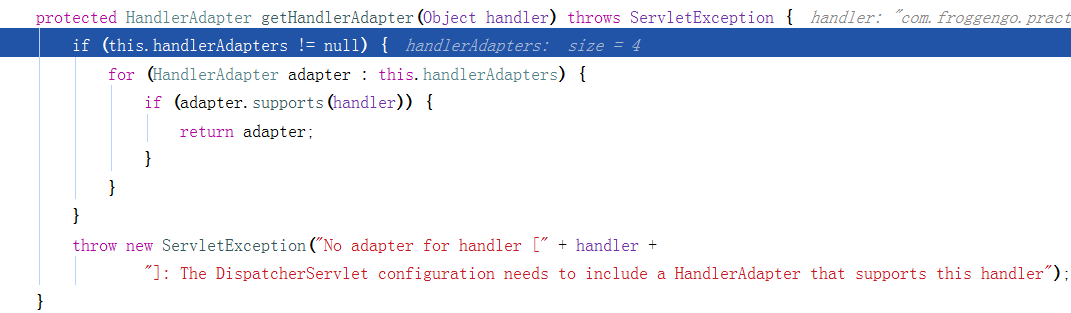 protected HandlerAdapter getHandlerAdapter(Object handler) throws ServletException {  handler: "com.froggengo.pract
if (this.handlerAdapters != null) {  handlerAdapters:  size = 4
for (HandlerAdapter adapter : this.handlerAdapters) {
if (adapter.supports(handler)) {
return adapter;
}
}
}
throw new ServletException("No adapter for handler [" + handler +
"]: The DispatcherServlet configuration needs to include a HandlerAdapter that supports this handler");
}